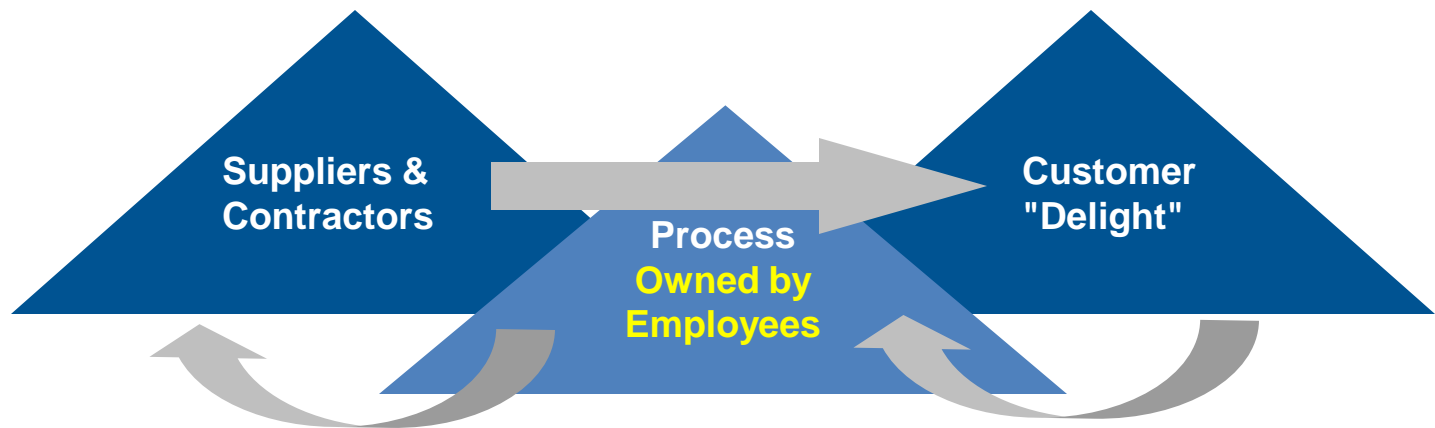 Suppliers &
Contractors
Process
Owned by
Employees
Customer
"Delight"